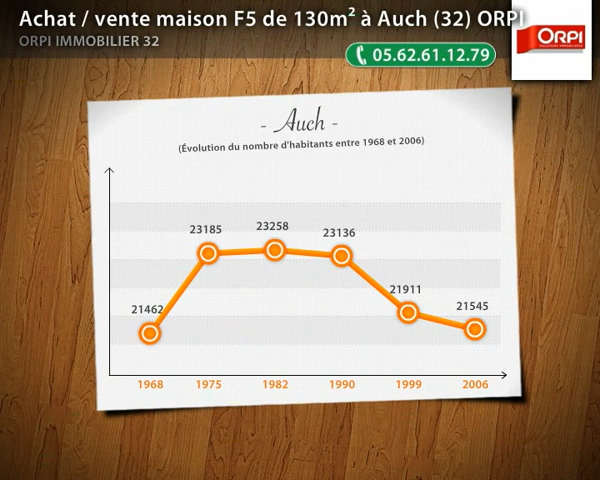 Achat / vente maison F5 de 130m² à Auch (32) ORPI
ORPI IMMOBILIER 32
ORPI
05.62.61.12.79
- Auch -
(Évolution du nombre d'habitants entre 1968 et 2006)
21462
23185
23258
23136
21911
21545
1968 1975 1982 1990 1999 2006